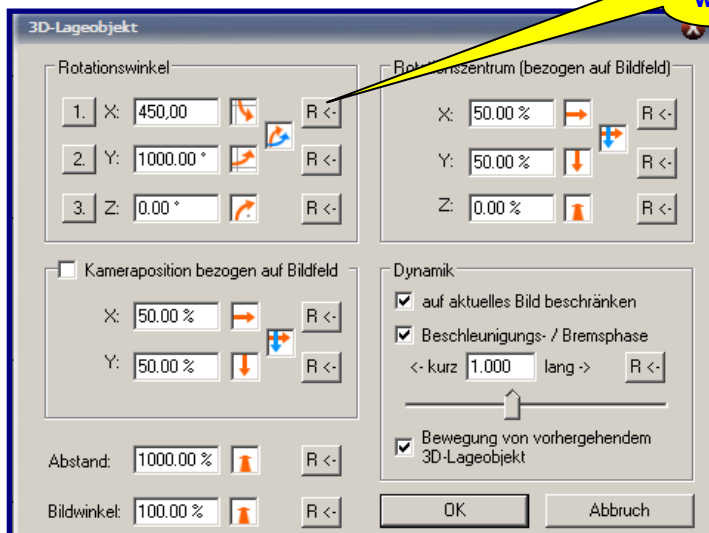 3D-Lageobjekt
Rotationswinkel
1. X: 450,00 R <-
2. Y: 1000.00 ° R <-
3. Z: 0.00 ° R <-
Rotationszentrum (bezogen auf Bildfeld)
X: 50.00 % R <-
Y: 50.00 % R <-
Z: 0.00 % R <-
Kameraposition bezogen auf Bildfeld
X: 50.00 % R <-
Y: 50.00 % R <-
Abstand: 1000.00 % R <-
Bildwinkel: 100.00 % R <-
Dynamik
auf aktuelles Bild beschränken
Beschleunigungs- / Bremsphase
<- kurz 1.000 lang -> R <-
Bewegung von vorhergehendem
3D-Lageobjekt
OK Abbruch